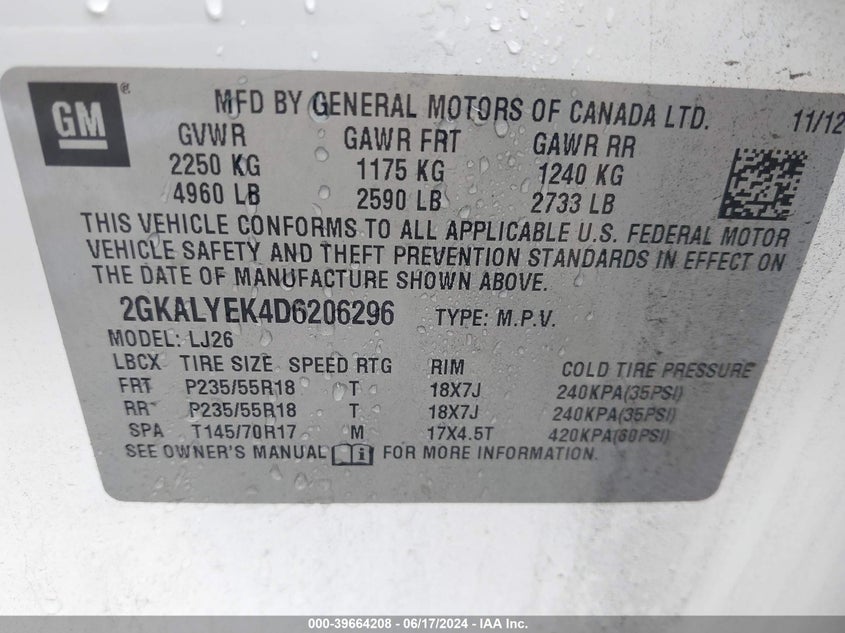 GM ®
MFD BY GENERAL MOTORS OF CANADA LTD. 11/12
GVWR GAWR FRT GAWR RR
2250 KG 1175 KG 1240 KG
4960 LB 2590 LB 2733 LB
THIS VEHICLE CONFORMS TO ALL APPLICABLE U.S. FEDERAL MOTOR
VEHICLE SAFETY AND THEFT PREVENTION STANDARDS IN EFFECT ON
THE DATE OF MANUFACTURE SHOWN ABOVE.
2GKALYEK4D6206296 TYPE: M.P.V.
MODEL: LJ26
LBCX TIRE SIZE SPEED RTG RIM COLD TIRE PRESSURE
FRT P235/55R18 T 18X7J 240KPA(35PSI)
RR P235/55R18 T 18X7J 240KPA(35PSI)
SPA T145/70R17 M 17X4.5T 420KPA(60PSI)
SEE OWNER'S MANUAL i FOR MORE INFORMATION.
000-39664208 - 06/17/2024 - IAA Inc.